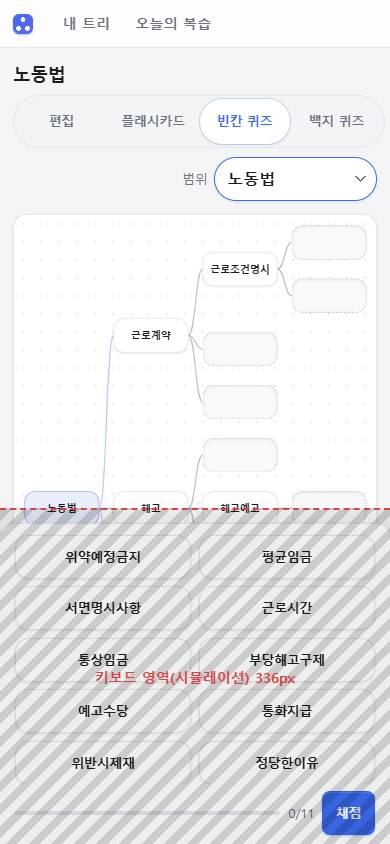 내 트리 오늘의 복습
노동법
편집 플래시카드 빈칸 퀴즈 백지 퀴즈
범위 노동법
근로조건명시
근로계약
노동법 해고 해고예고
위약예정금지 평균임금
서면명시사항 근로시간
통상임금 부당해고구제
키보드 영역(시뮬레이션) 336px
예고수당 통화지급
위반시제재 정당한이유
0/11 채점